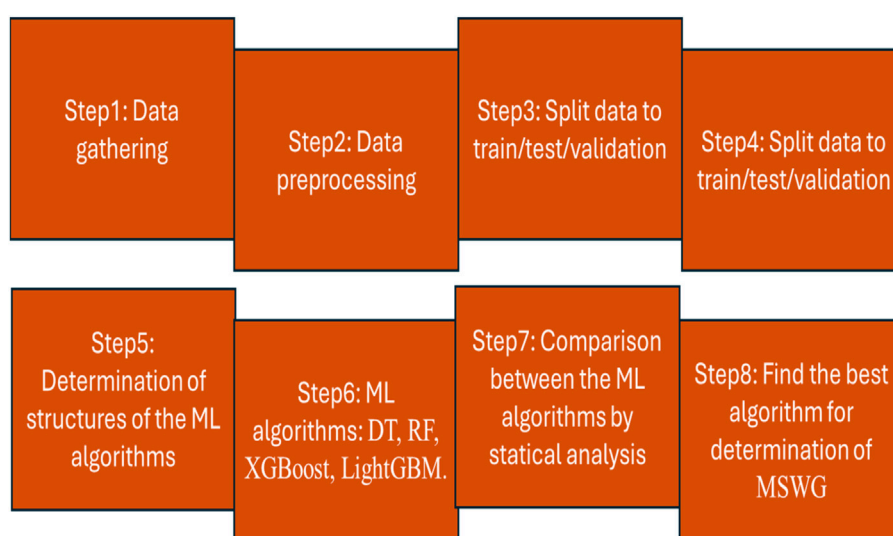 Step1: Data
gathering
Step2: Data
preprocessing
Step3: Split data to
train/test/validation
Step4: Split data to
train/test/validation
Step5:
Determination of
structures of the ML
algorithms
Step6: ML
algorithms: DT, RF,
XGBoost, LightGBM.
Step7: Comparison
between the ML
algorithms by
statical analysis
Step8: Find the best
algorithm for
determination of
MSWG